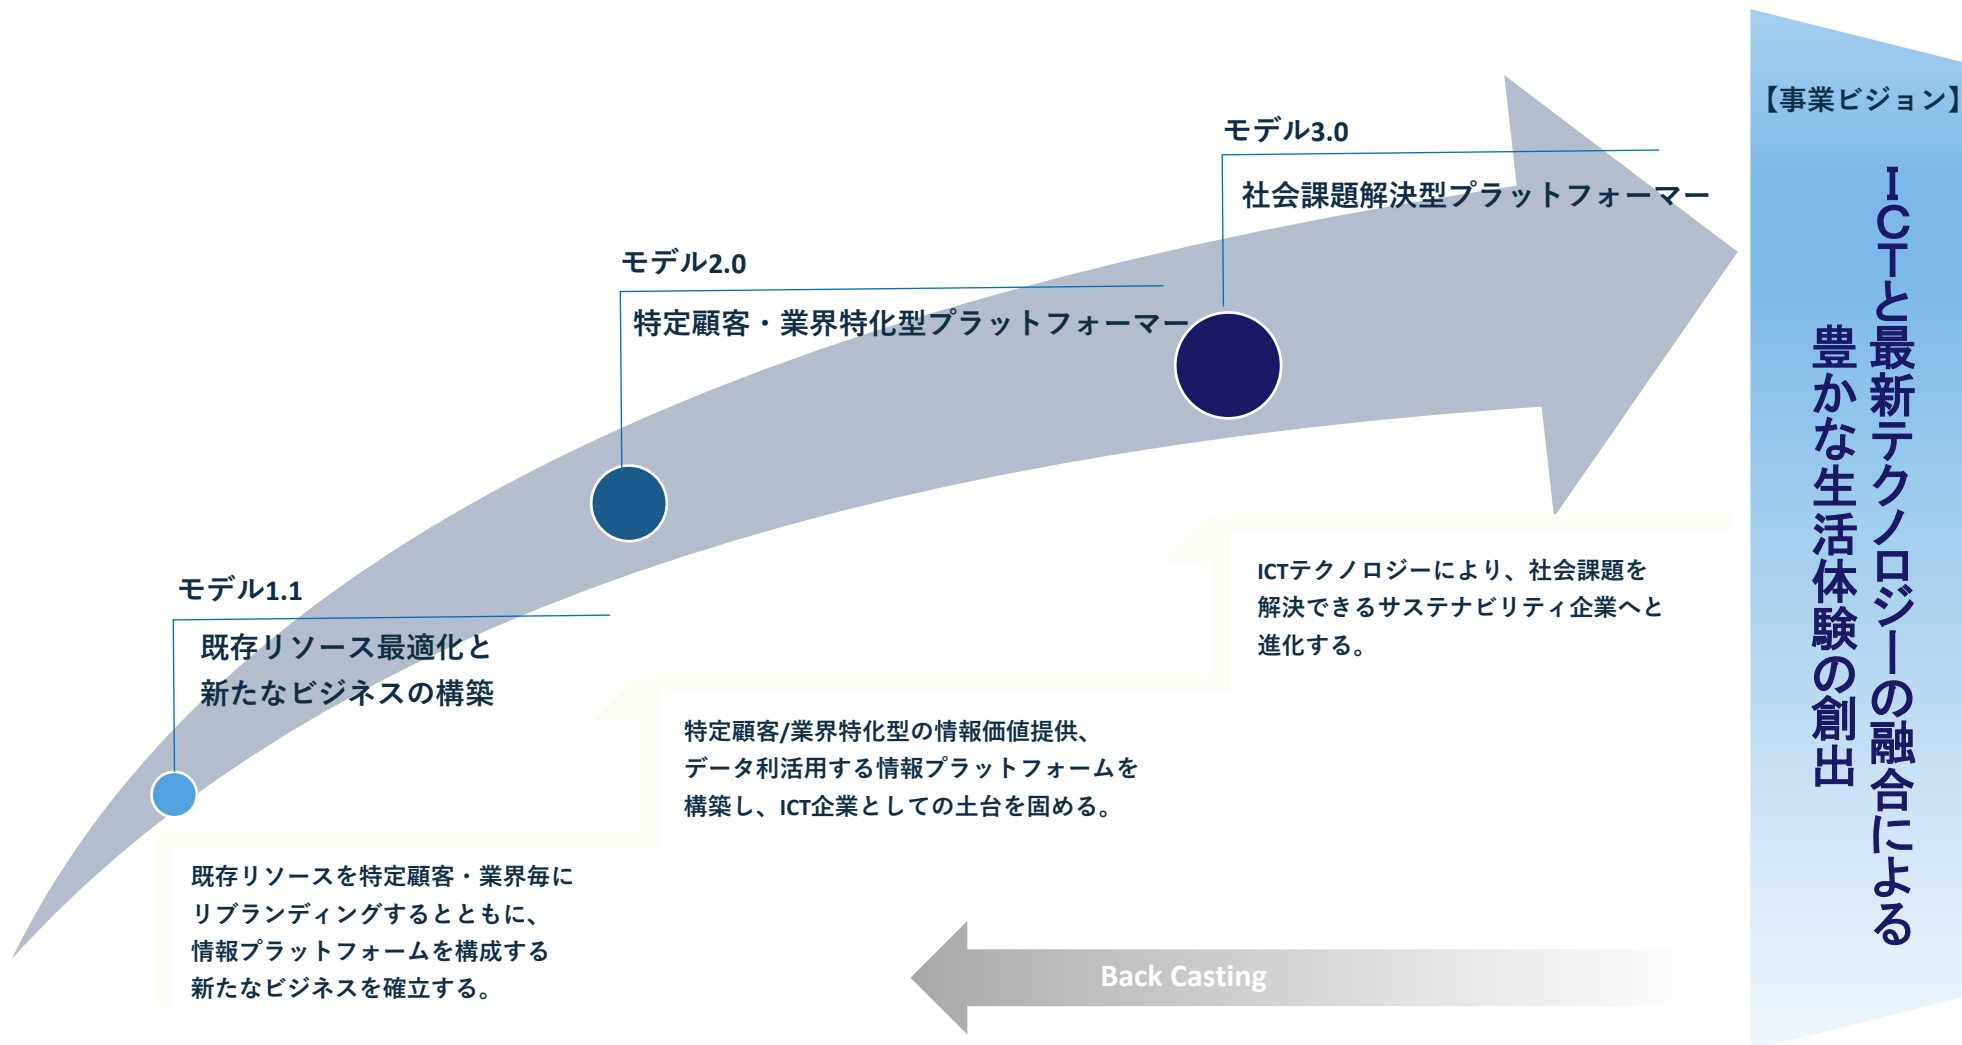 【事業ビジョン】
ICTと最新テクノロジーの融合による
豊かな生活体験の創出
モデル3.0
社会課題解決型プラットフォーマー
モデル2.0
特定顧客・業界特化型プラットフォーマー
モデル1.1
既存リソース最適化と
新たなビジネスの構築
ICTテクノロジーにより、社会課題を
解決できるサステナビリティ企業へと
進化する。
特定顧客/業界特化型の情報価値提供、
データ利活用する情報プラットフォームを
構築し、ICT企業としての土台を固める。
既存リソースを特定顧客・業界毎に
リブランディングするとともに、
情報プラットフォームを構成する
新たなビジネスを確立する。
Back Casting